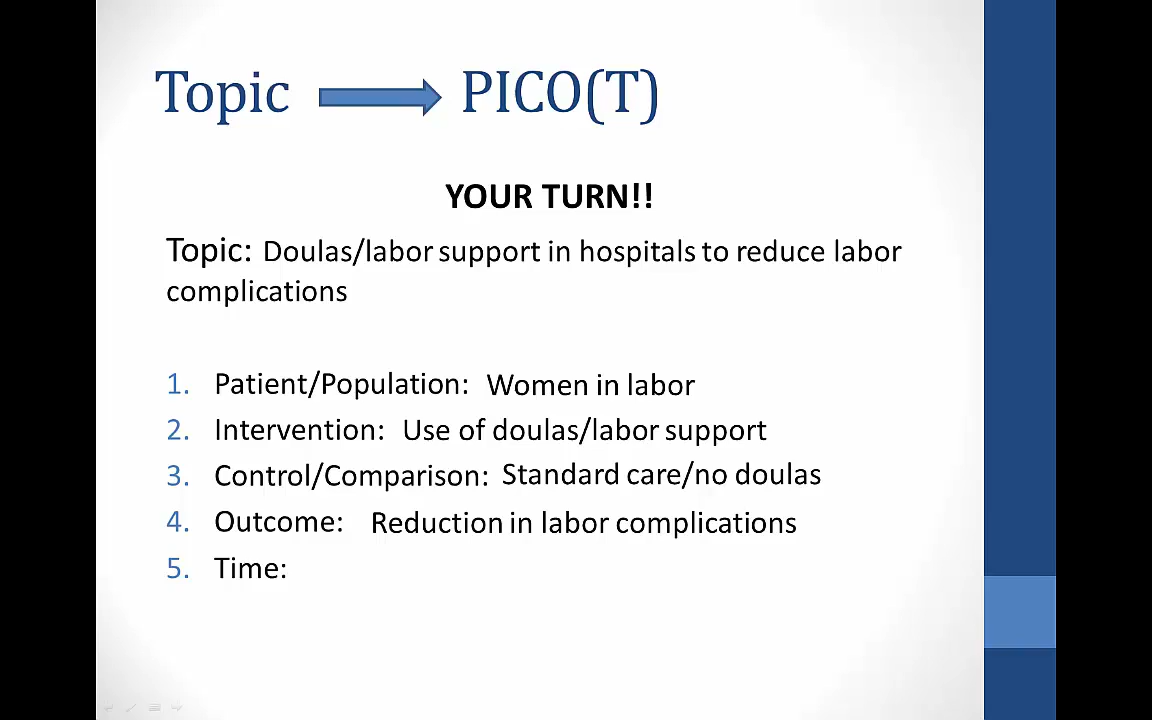 Topic PICO(T)
YOUR TURN!!
Topic: Doulas/labor support in hospitals to reduce labor
complications
1. Patient/Population: Women in labor
2. Intervention: Use of doulas/labor support
3. Control/Comparison: Standard care/no doulas
4. Outcome: Reduction in labor complications
5. Time: